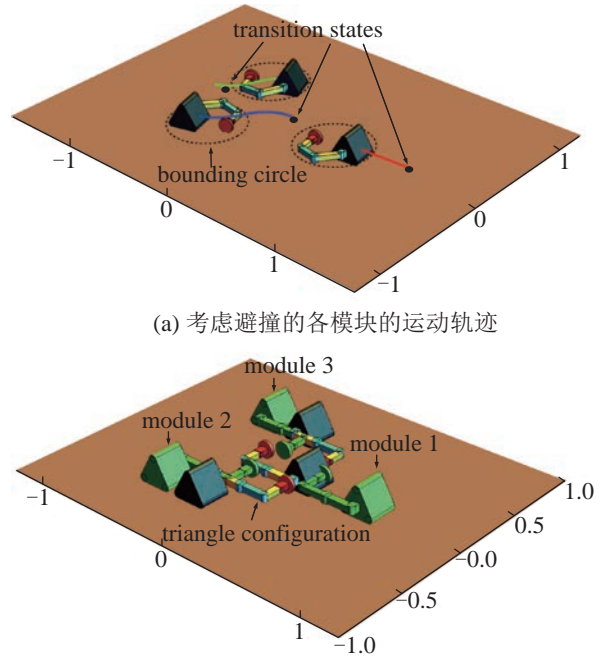 transition states
bounding circle
-1
0
1
1
0
-1
(a) 考虑避撞的各模块的运动轨迹
module 3
module 2
module 1
triangle configuration
-1
0
1
1.0
0.5
-0.0
-0.5
-1.0